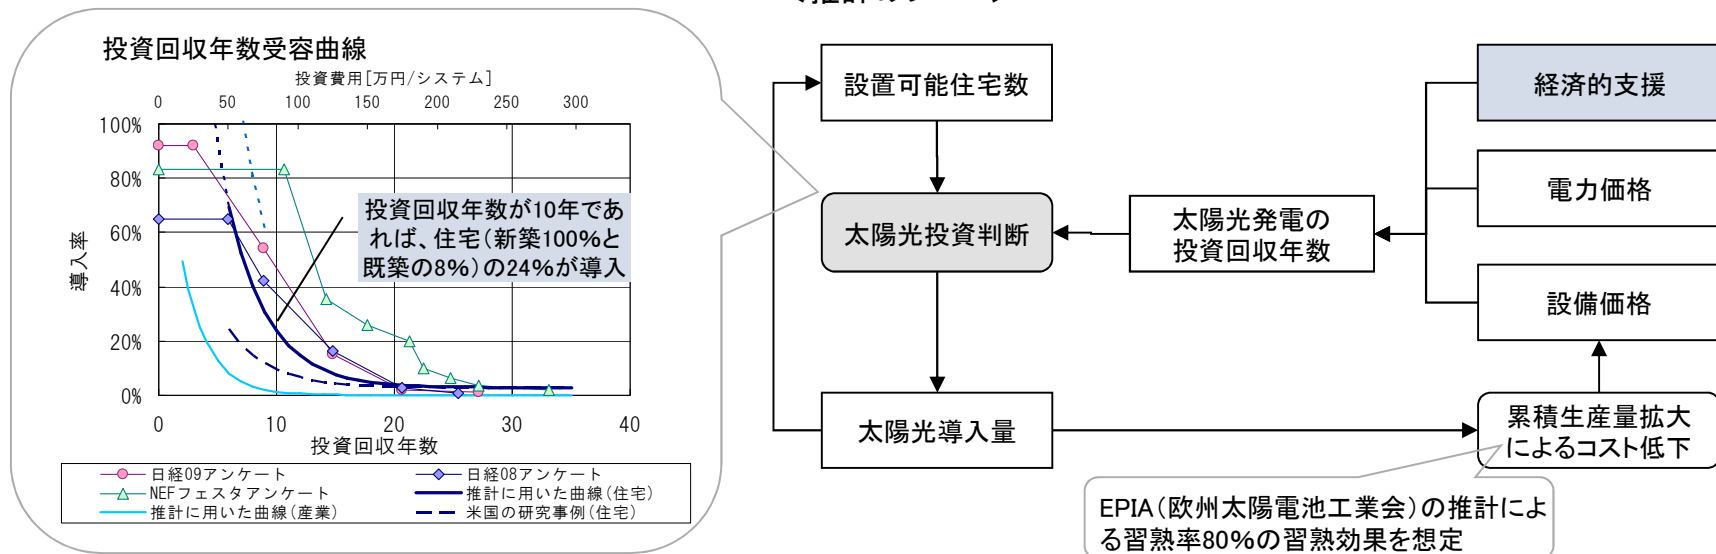 投資回収年数受容曲線
投資費用[万円/システム]
0 50 100 150 200 250 300
100%
80%
60%
40%
20%
0%
導入率
0 10 20 30 40
投資回収年数
投資回収年数が10年であ
れば、住宅(新築100%と
既築の8%)の24%が導入
日経09アンケート
日経08アンケート
NEFフェスタアンケート
推計に用いた曲線(住宅)
推計に用いた曲線(産業)
米国の研究事例(住宅)
設置可能住宅数
太陽光投資判断
太陽光導入量
太陽光発電の
投資回収年数
経済的支援
電力価格
設備価格
累積生産量拡大
によるコスト低下
EPIA(欧州太陽電池工業会)の推計によ
る習熟率80%の習熟効果を想定